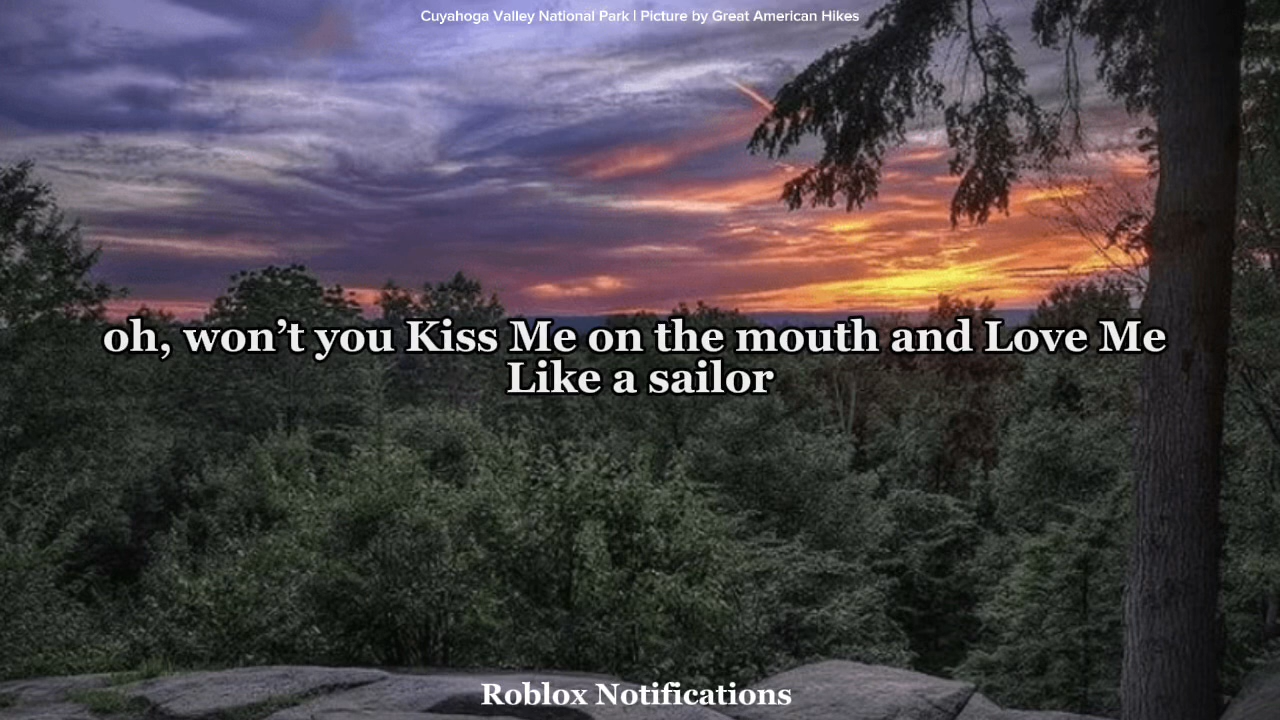 Cuyahoga Valley National Park | Picture by Great American Hikes
oh, won’t you Kiss Me on the mouth and Love Me
Like a sailor
Roblox Notifications